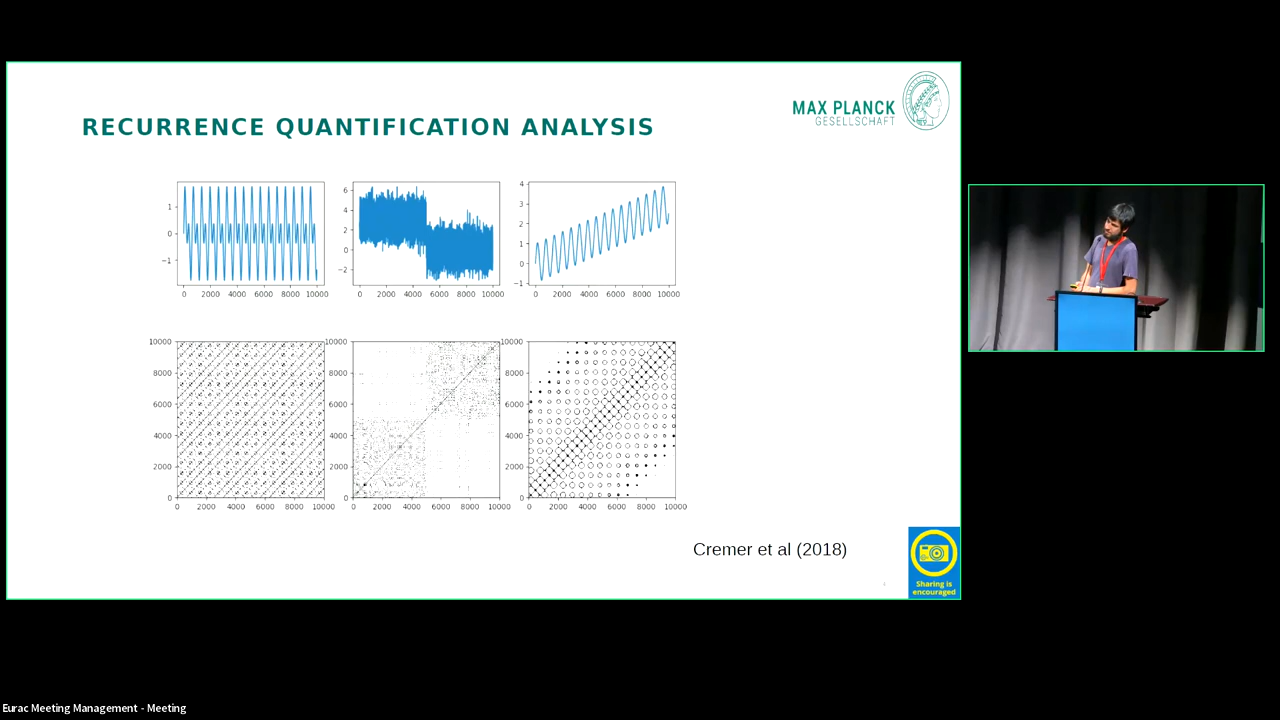 MAX PLANCK
GESELLSCHAFT
RECURRENCE QUANTIFICATION ANALYSIS
1
0
−1
0 2000 4000 6000 8000 10000
6
4
2
0
−2
0 2000 4000 6000 8000 10000
4
3
2
1
0
−1
0 2000 4000 6000 8000 10000
10000
8000
6000
4000
2000
0
0 2000 4000 6000 8000 10000
10000
8000
6000
4000
2000
0
0 2000 4000 6000 8000 10000
10000
8000
6000
4000
2000
0
0 2000 4000 6000 8000 10000
Cremer et al (2018)
Sharing is
encouraged
Eurac Meeting Management - Meeting